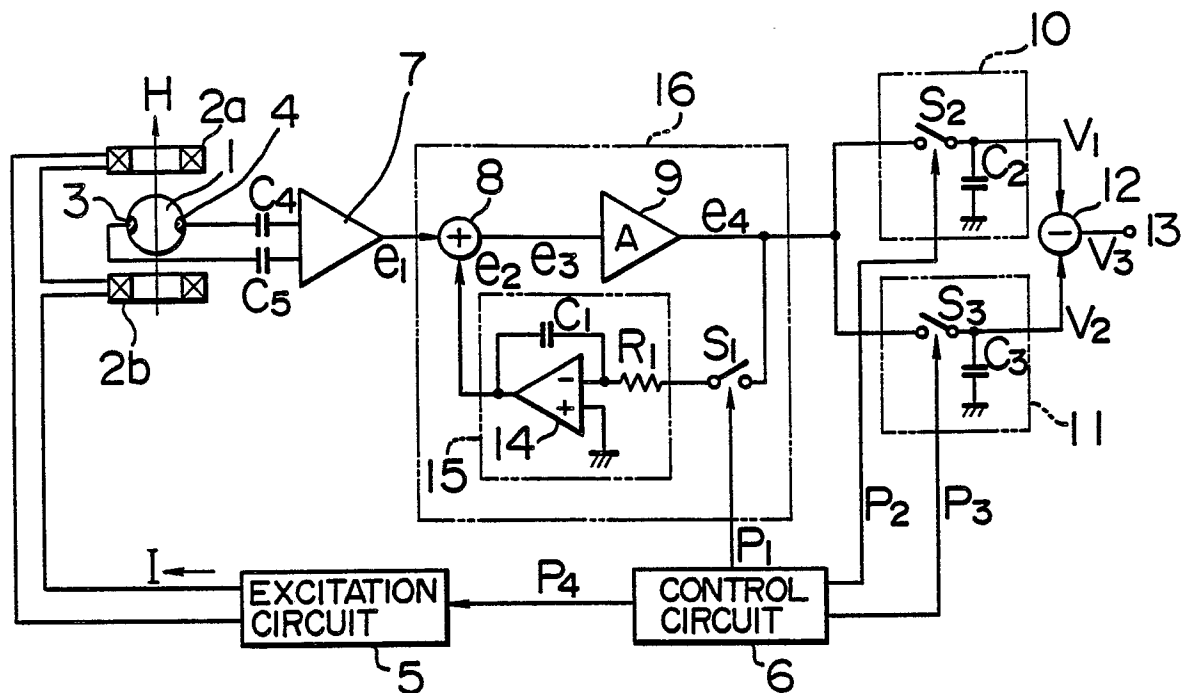 10
7
16
H
2a
4
1
3
C4
C5
2b
e1
8
9
A
e4
e2
e3
S2
C2
V1
12
13
V3
V2
S3
C3
11
C1
R1
S1
14
15
P1
P2
P3
P4
I
EXCITATION
CIRCUIT
5
CONTROL
CIRCUIT
6